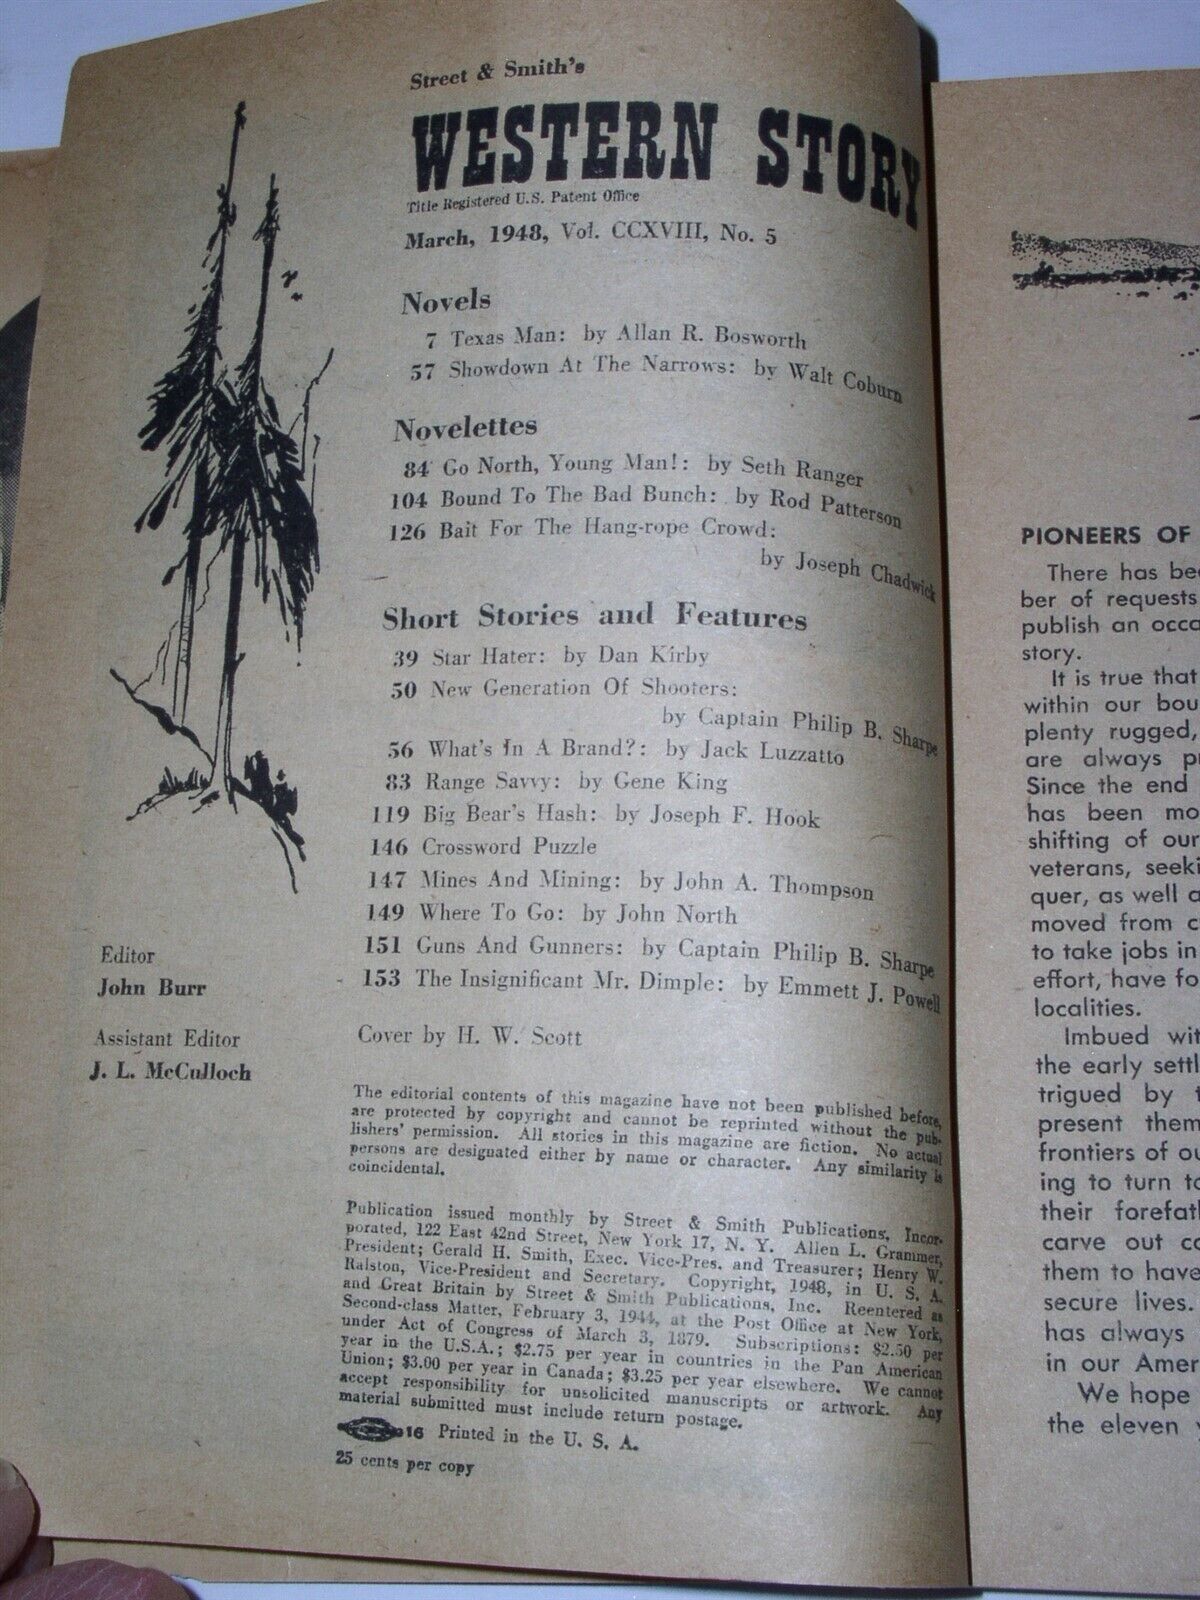 Street & Smith's
WESTERN STORY
Title Registered U.S. Patent Office
March, 1948, Vol. CCXVIII, No. 5
Novels
7 Texas Man: by Allan R. Bosworth
57 Showdown At The Narrows: by Walt Coburn
Novelettes
84 Go North, Young Man!: by Seth Ranger
104 Bound To The Bad Bunch: by Rod Patterson
126 Bait For The Hang-rope Crowd:
by Joseph Chadwick
Short Stories and Features
39 Star Hater: by Dan Kirby
50 New Generation Of Shooters:
by Captain Philip B. Sharpe
56 What's In A Brand?: by Jack Luzzatto
83 Range Savvy: by Gene King
119 Big Bear's Hash: by Joseph F. Hook
146 Crossword Puzzle
147 Mines And Mining: by John A. Thompson
149 Where To Go: by John North
151 Guns And Gunners: by Captain Philip B. Sharpe
153 The Insignificant Mr. Dimple: by Emmett J. Powell
Cover by H. W. Scott
Editor
John Burr
Assistant Editor
J. L. McCulloch
The editorial contents of this magazine have not been published before,
are protected by copyright and cannot be reprinted without the pub-
lishers' permission. All stories in this magazine are fiction. No actual
persons are designated either by name or character. Any similarity is
coincidental.
Publication issued monthly by Street & Smith Publications, Incor-
porated, 122 East 42nd Street, New York 17, N. Y. Allen L. Grammer,
President; Gerald H. Smith, Exec. Vice-Pres. and Treasurer; Henry W.
Ralston, Vice-President and Secretary. Copyright, 1948, in U. S. A.
and Great Britain by Street & Smith Publications, Inc. Reentered as
Second-class Matter, February 3, 1944, at the Post Office at New York,
under Act of Congress of March 3, 1879. Subscriptions: $2.50 per
year in the U.S.A.; $2.75 per year in countries in the Pan American
Union; $3.00 per year in Canada; $3.25 per year elsewhere. We cannot
accept responsibility for unsolicited manuscripts or artwork. Any
material submitted must include return postage.
16 Printed in the U. S. A.
25 cents per copy
PIONEERS OF
There has
ber of requests
publish an
story.
It is true that
within our
plenty rugged,
are always
Since the end
has been
shifting of our
veterans,
quer, as well
moved from
to take jobs in
effort, have
localities.
Imbued
the early
trigued by
present them
frontiers of
ing to turn
their
carve out
them to have
secure lives.
has always
in our
We hope
the eleven